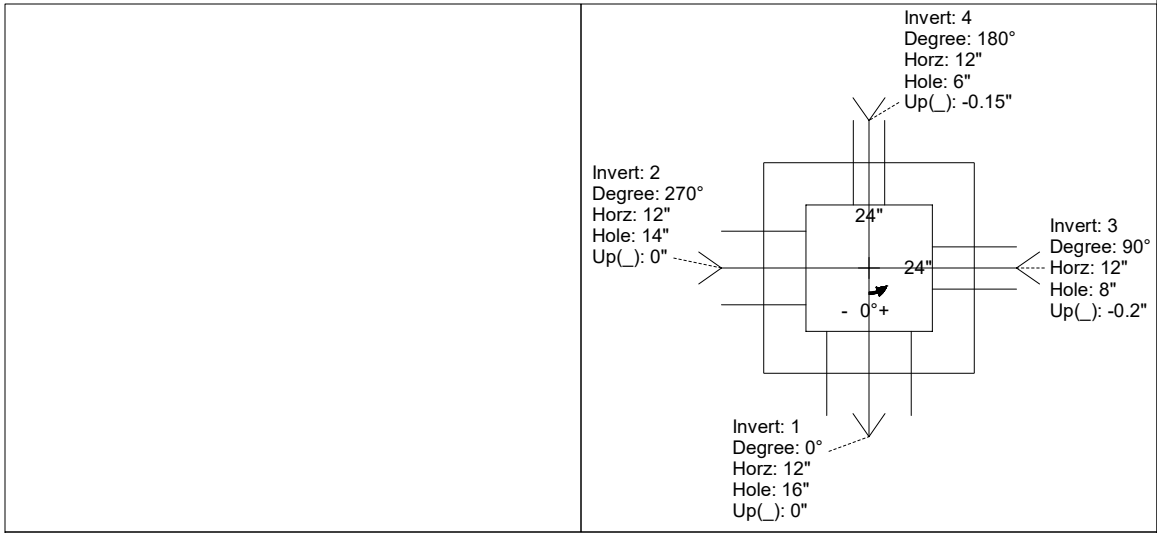 Invert: 4
Degree: 180°
Horz: 12"
Hole: 6"
Up(_): -0.15"
Invert: 2
Degree: 270°
Horz: 12"
Hole: 14"
Up(_): 0"
24"
24"
- 0°+
Invert: 3
Degree: 90°
Horz: 12"
Hole: 8"
Up(_): -0.2"
Invert: 1
Degree: 0°
Horz: 12"
Hole: 16"
Up(_): 0"